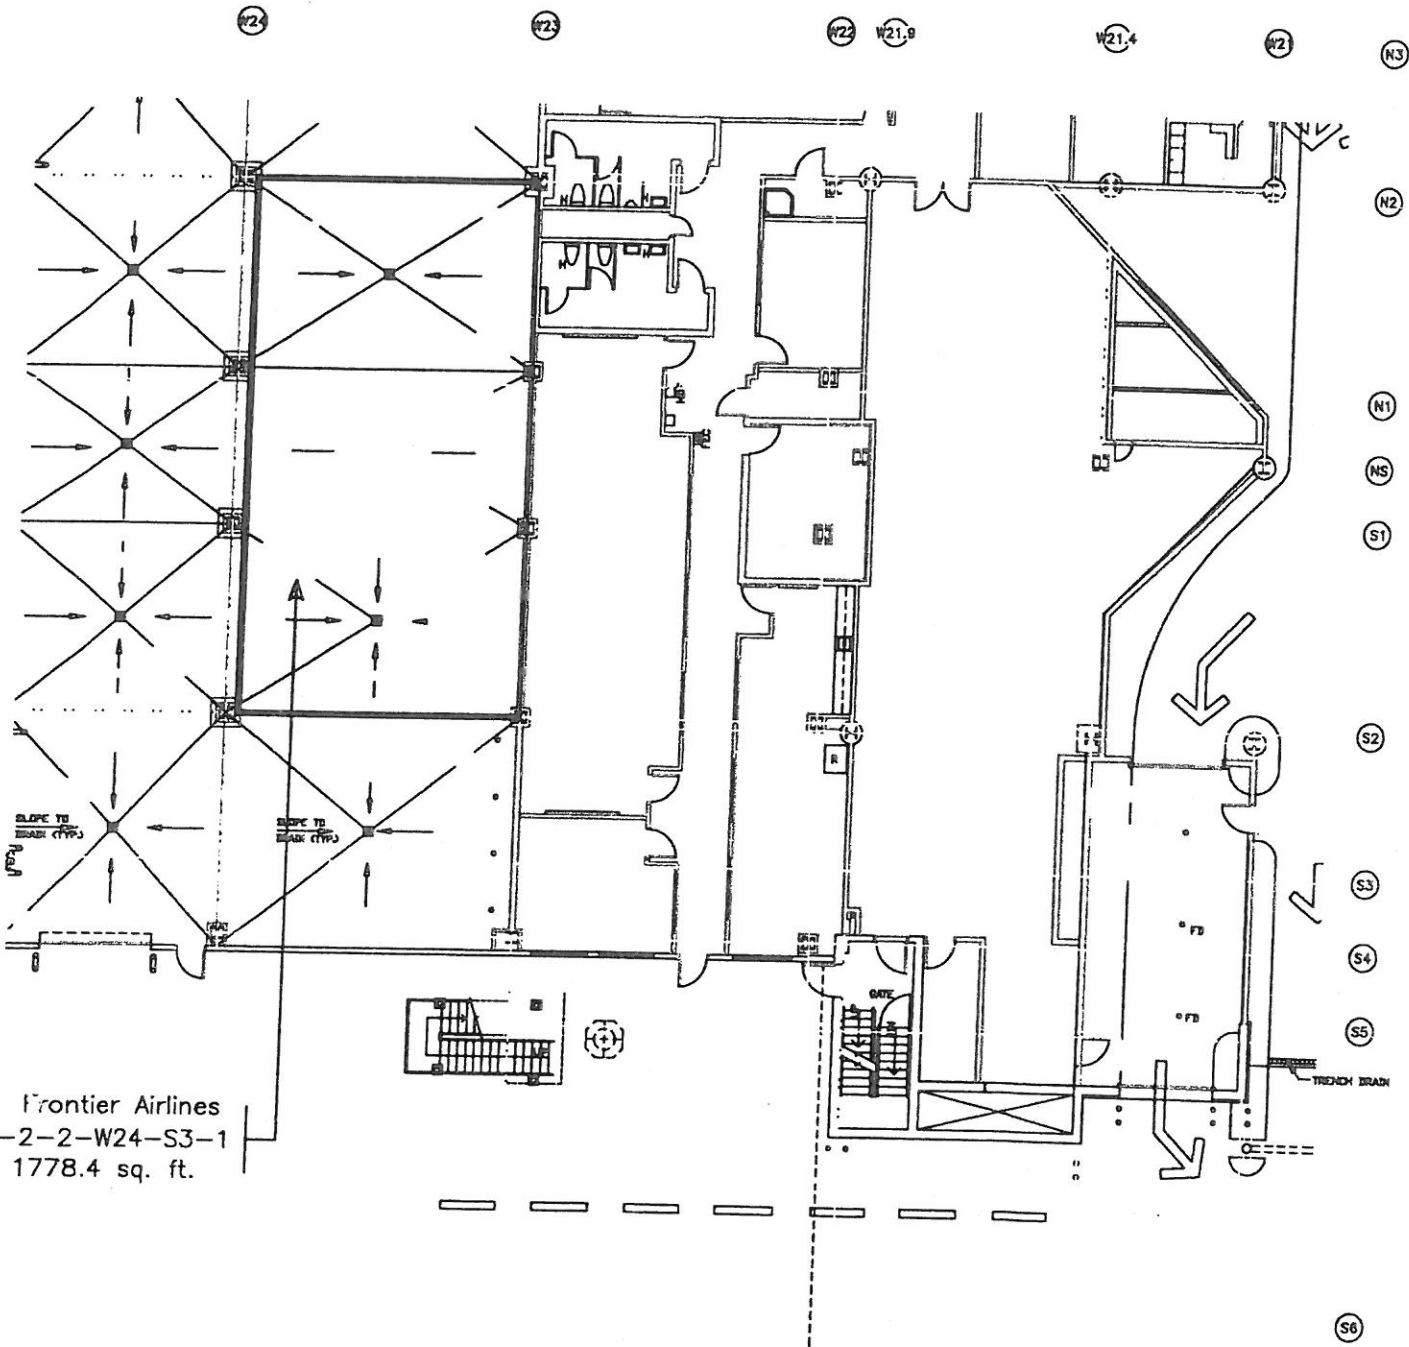 W24
W23
W22
W21.9
W21.4
W21
N3
C
N2
N1
NS
S1
S2
SLOPE TO
DRAIN (TYP.)
SLOPE TO
DRAIN (TYP.)
S3
FD
S4
GATE
FD
S5
UP
TRENCH DRAIN
Frontier Airlines
-2-2-W24-S3-1
1778.4 sq. ft.
S6